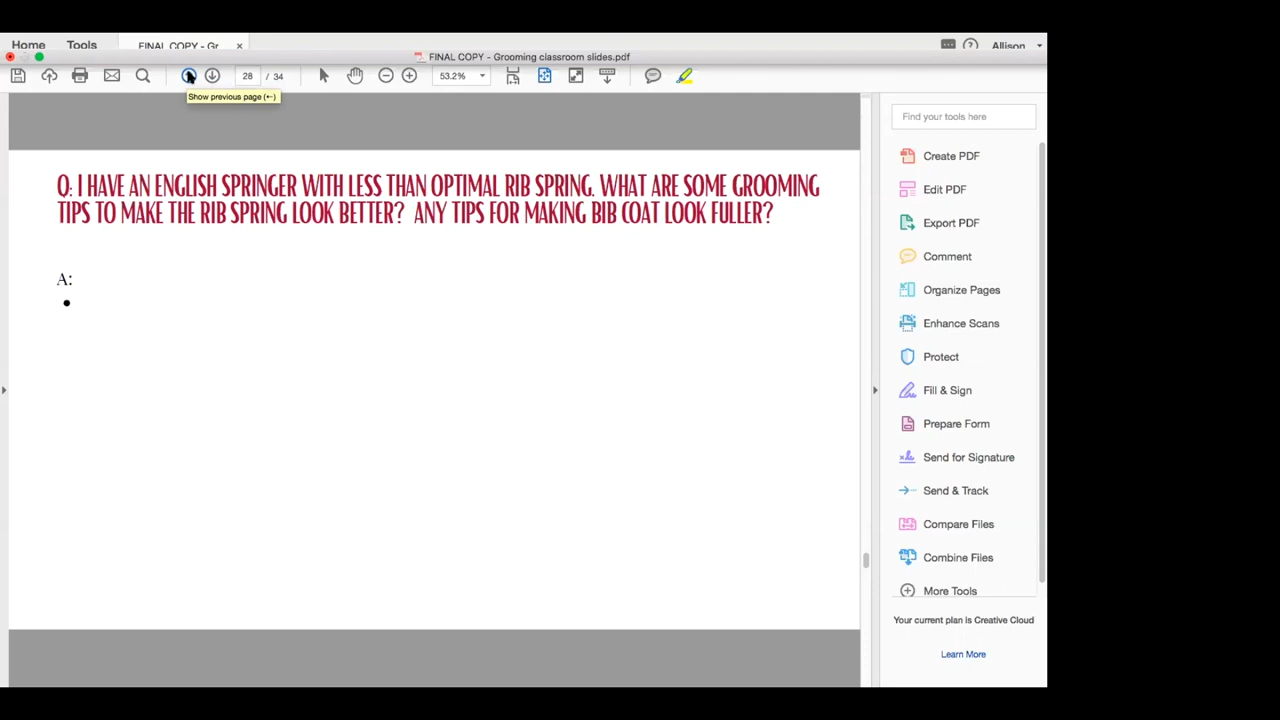 Home Tools FINAL COPY - Gr... × Allison
FINAL COPY - Grooming classroom slides.pdf
28 / 34 53.2%
Show previous page (←)
Find your tools here
Q: I HAVE AN ENGLISH SPRINGER WITH LESS THAN OPTIMAL RIB SPRING. WHAT ARE SOME GROOMING
TIPS TO MAKE THE RIB SPRING LOOK BETTER? ANY TIPS FOR MAKING BIB COAT LOOK FULLER?
A:
•
Create PDF
Edit PDF
Export PDF
Comment
Organize Pages
Enhance Scans
Protect
Fill & Sign
Prepare Form
Send for Signature
Send & Track
Compare Files
Combine Files
More Tools
Your current plan is Creative Cloud
Learn More